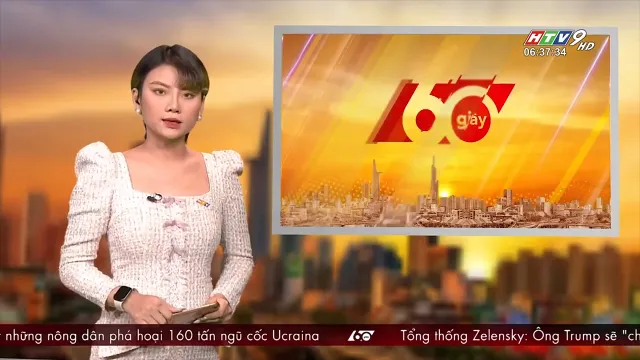 HTV9 HD
06:37:34
60 giây
những nông dân phá hoại 160 tấn ngũ cốc Ucraina 60 Tổng thống Zelensky: Ông Trump sẽ "c